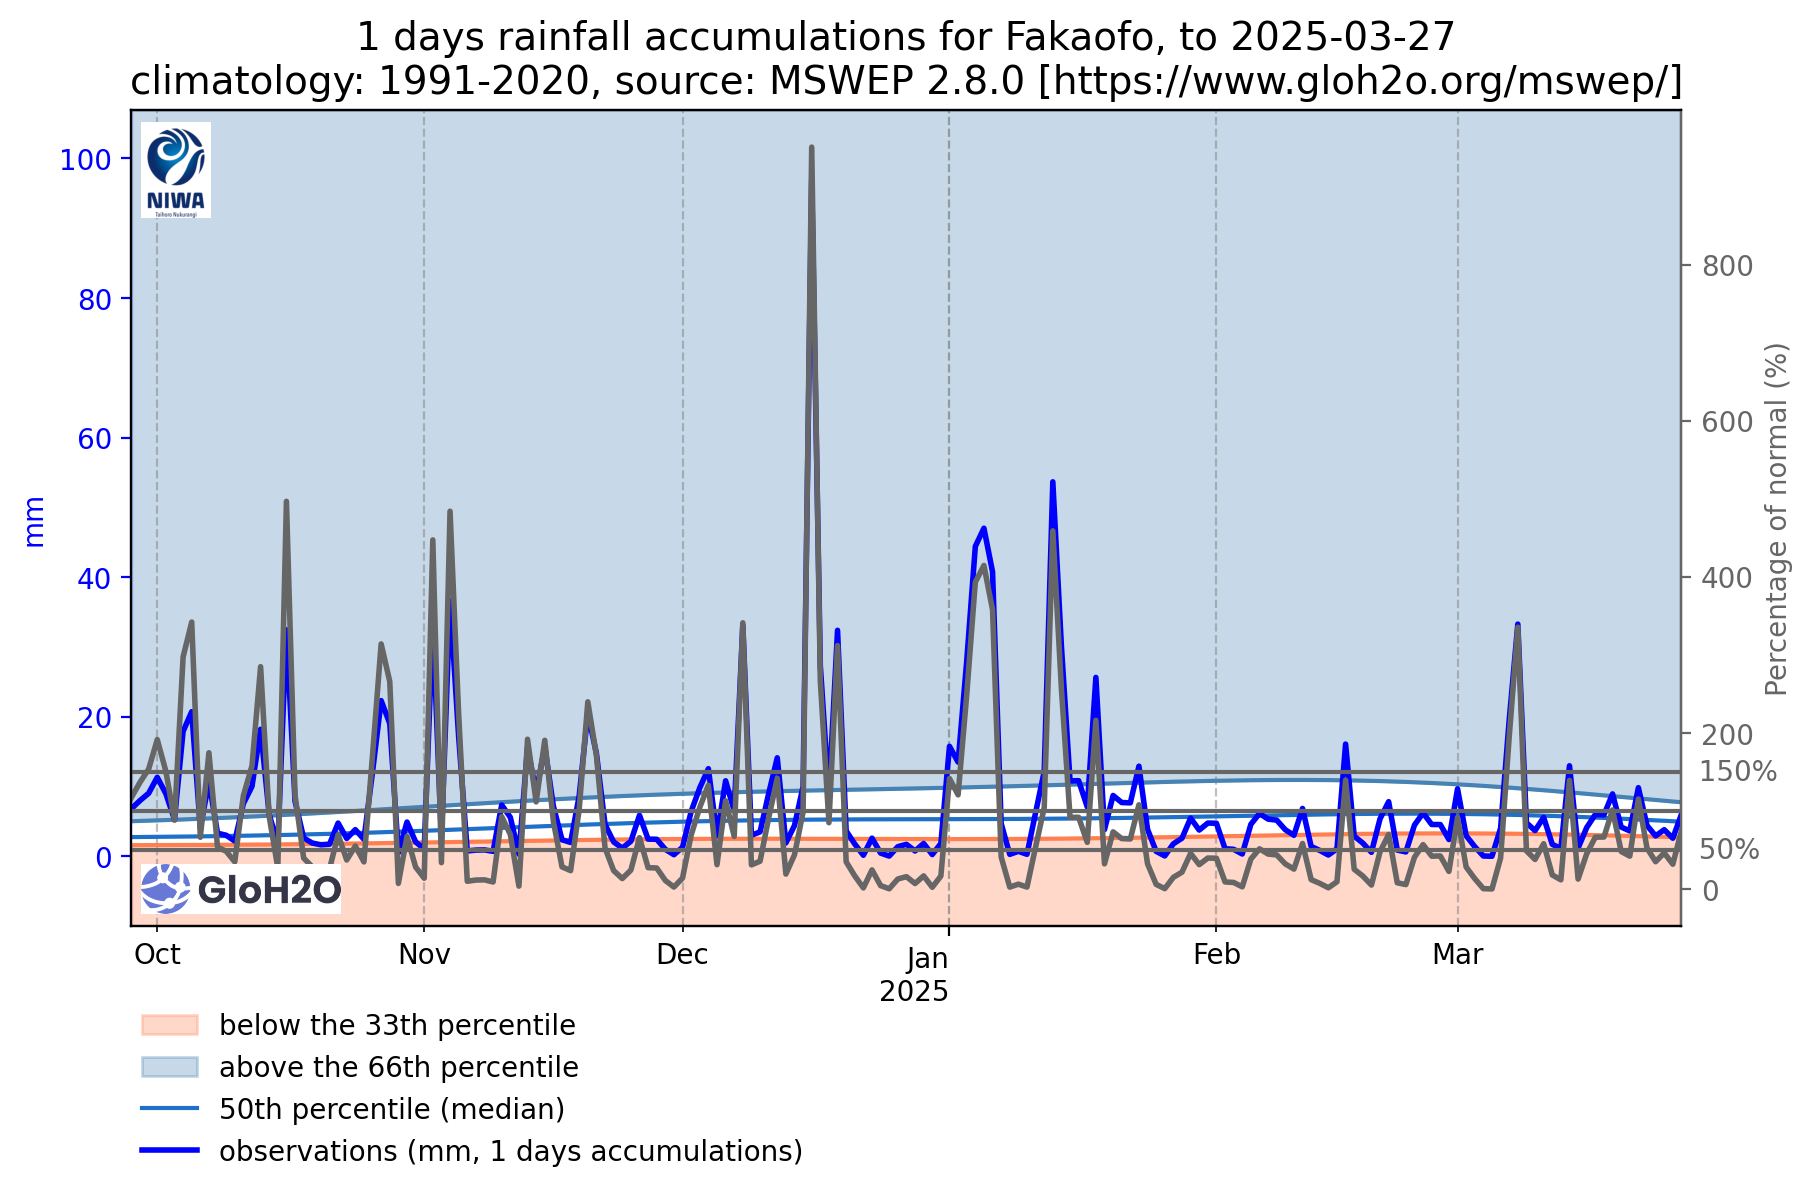 1 days rainfall accumulations for Fakaofo, to 2025-03-27
climatology: 1991-2020, source: MSWEP 2.8.0 [https://www.gloh2o.org/mswep/]
NIWA
Taihoro Nukurangi
100
80
60
40
20
0
mm
800
600
400
200
150%
50%
0
Percentage of normal (%)
GloH2O
Oct
Nov
Dec
Jan
2025
Feb
Mar
below the 33th percentile
above the 66th percentile
50th percentile (median)
observations (mm, 1 days accumulations)